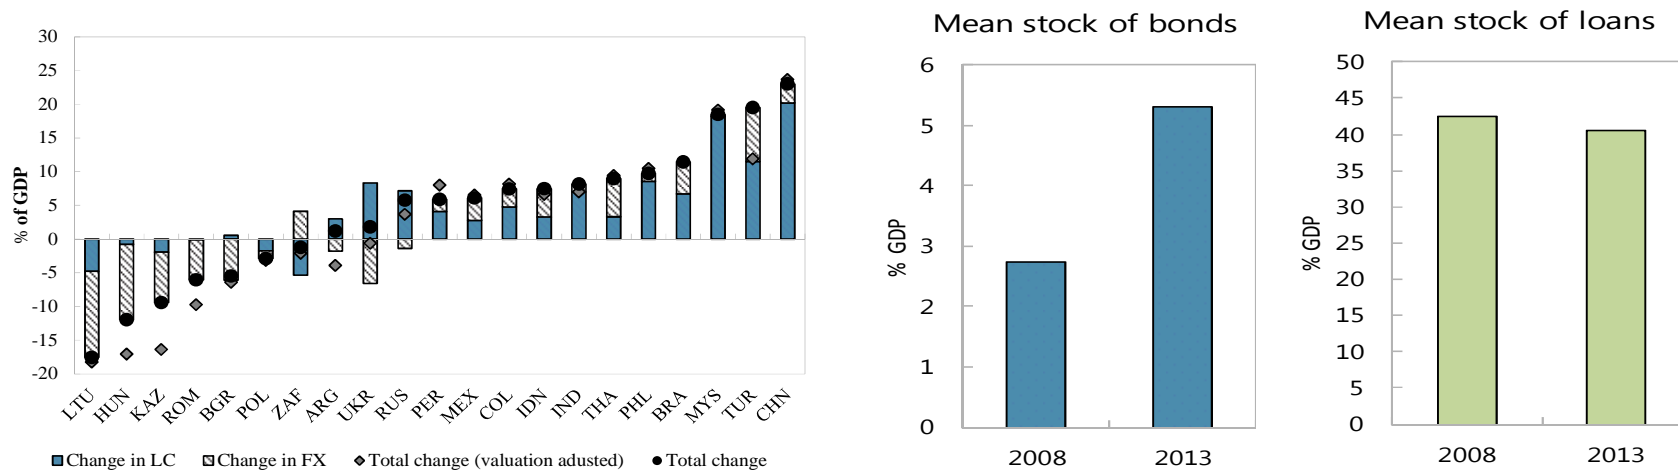 30
25
20
15
10
5
0
-5
-10
-15
-20
% of GDP
LTU
HUN
KAZ
ROM
BGR
POL
ZAF
ARG
UKR
RUS
PER
MEX
COL
IDN
IND
THA
PHL
BRA
MYS
TUR
CHN
Change in LC
Change in FX
Total change (valuation adusted)
Total change
Mean stock of bonds
6
5
4
3
2
1
0
% GDP
2008
2013
Mean stock of loans
50
45
40
35
30
25
20
15
10
5
0
% GDP
2008
2013